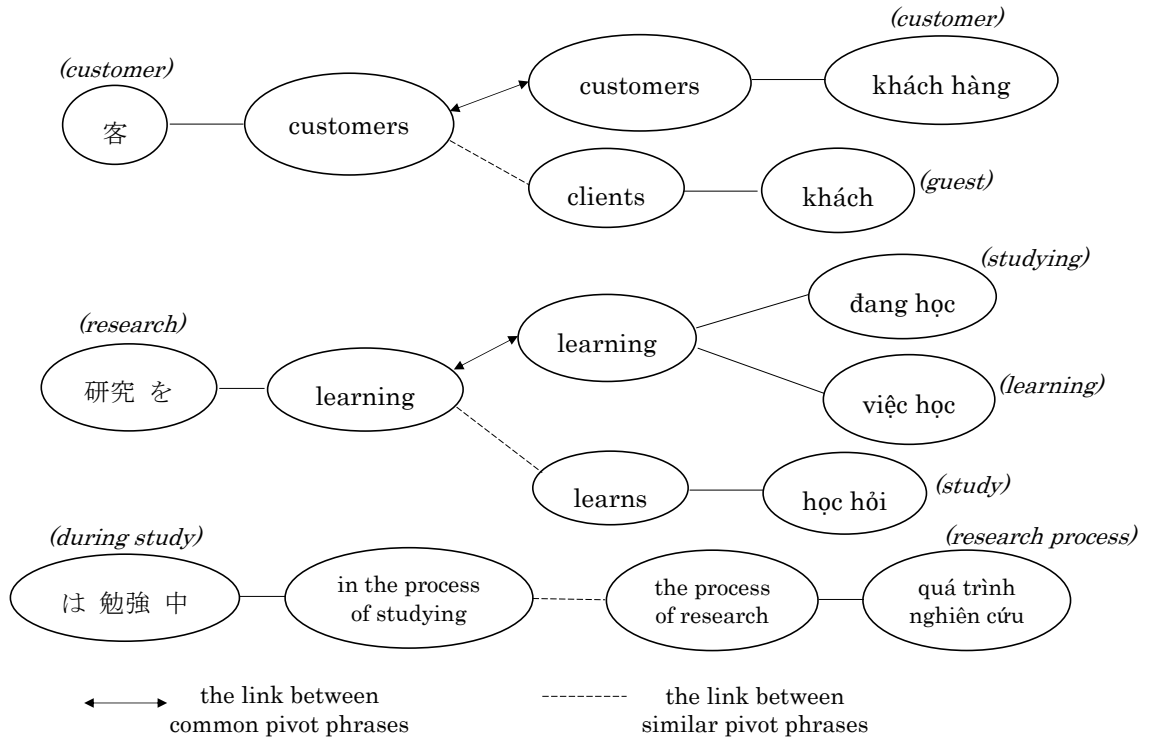 (customer)
客
customers
customers
(customer)
khách hàng
clients
khách
(guest)
(research)
研究 を
learning
learning
(studying)
đang học
việc học
(learning)
learns
học hỏi
(study)
(during study)
は 勉強 中
in the process
of studying
the process
of research
(research process)
quá trình
nghiên cứu
the link between
common pivot phrases
the link between
similar pivot phrases